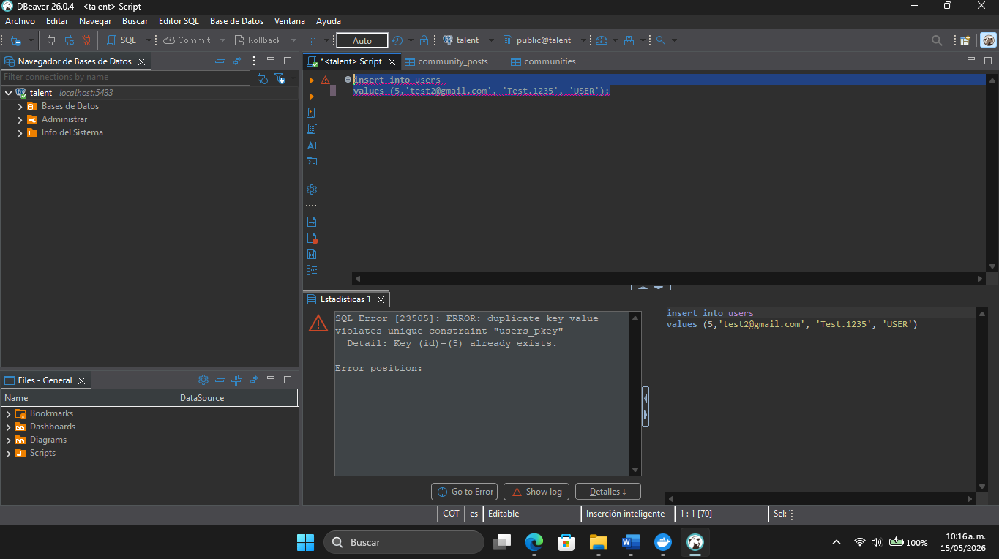 DBeaver 26.0.4 - <talent> Script
Archivo Editar Navegar Buscar Editor SQL Base de Datos Ventana Ayuda
SQL Commit Rollback Auto talent public@talent
Navegador de Bases de Datos
Filter connections by name
talent localhost:5433
Bases de Datos
Administrar
Info del Sistema
*<talent> Script community_posts communities
insert into users
values (5,'test2@gmail.com', 'Test.1235', 'USER');
AI
Estadísticas 1
SQL Error [23505]: ERROR: duplicate key value
violates unique constraint "users_pkey"
Detail: Key (id)=(5) already exists.
Error position:
Go to Error Show log Detalles ↓
insert into users
values (5,'test2@gmail.com', 'Test.1235', 'USER')
Files - General
Name DataSource
Bookmarks
Dashboards
Diagrams
Scripts
COT es Editable Inserción inteligente 1 : 1 [70] Sel:
Buscar
100%
10:16 a. m.
15/05/2026